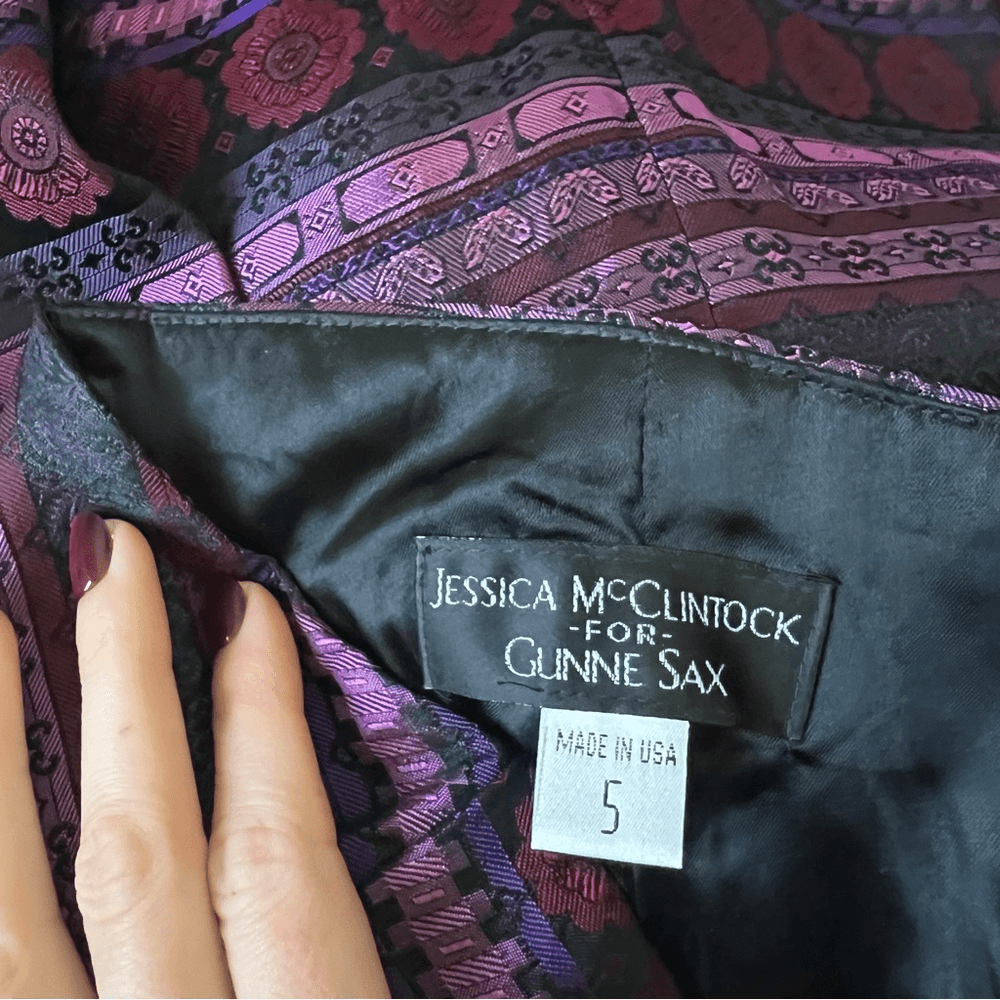 JESSICA McCLINTOCK
-FOR-
GUNNE SAX
MADE IN USA
5